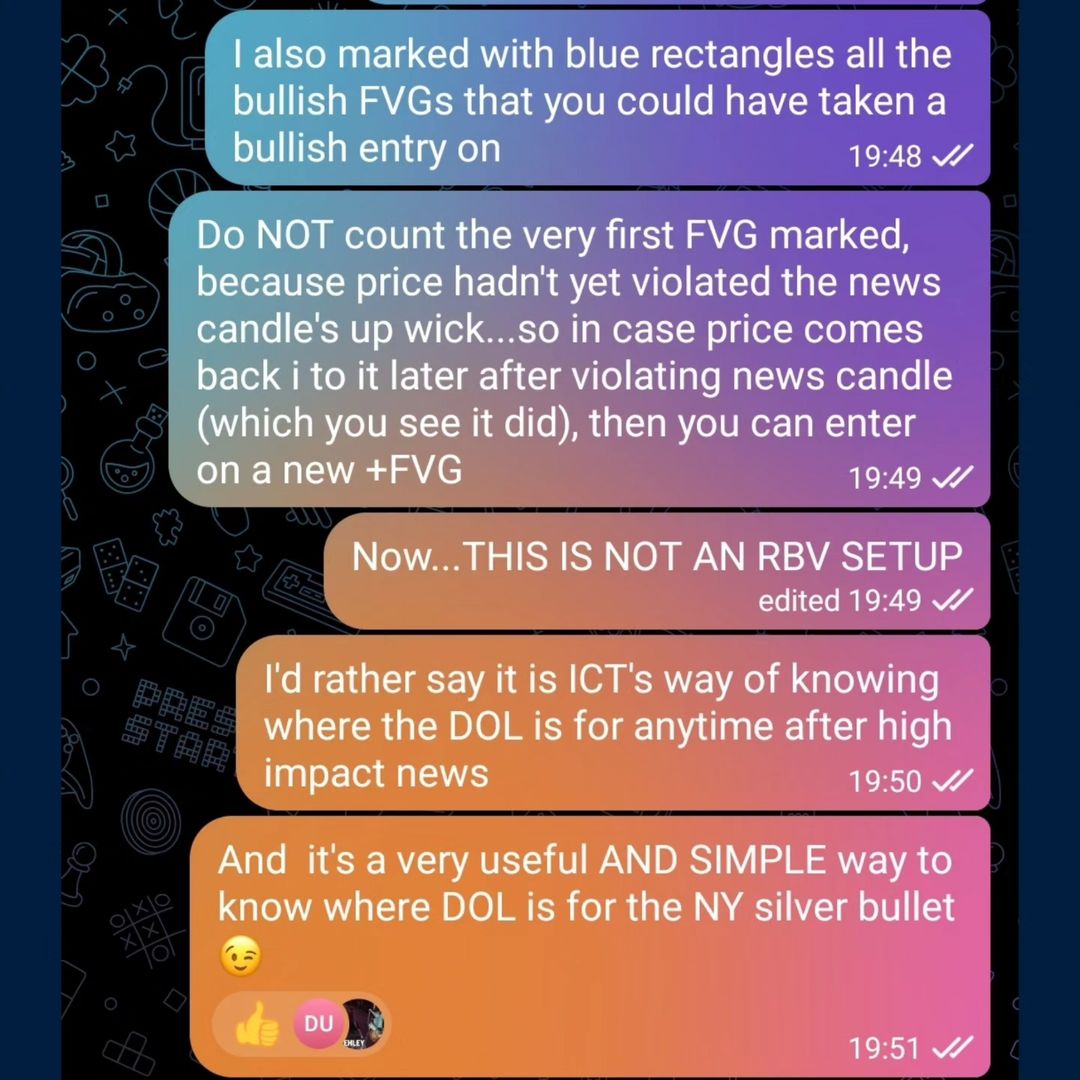 I also marked with blue rectangles all the
bullish FVGs that you could have taken a
bullish entry on
19:48
Do NOT count the very first FVG marked,
because price hadn't yet violated the news
candle's up wick...so in case price comes
back i to it later after violating news candle
(which you see it did), then you can enter
on a new +FVG
19:49
Now...THIS IS NOT AN RBV SETUP
edited 19:49
I'd rather say it is ICT's way of knowing
where the DOL is for anytime after high
impact news
19:50
And  it's a very useful AND SIMPLE way to
know where DOL is for the NY silver bullet
😉
👍 DU EHLEY
19:51
PRES
START